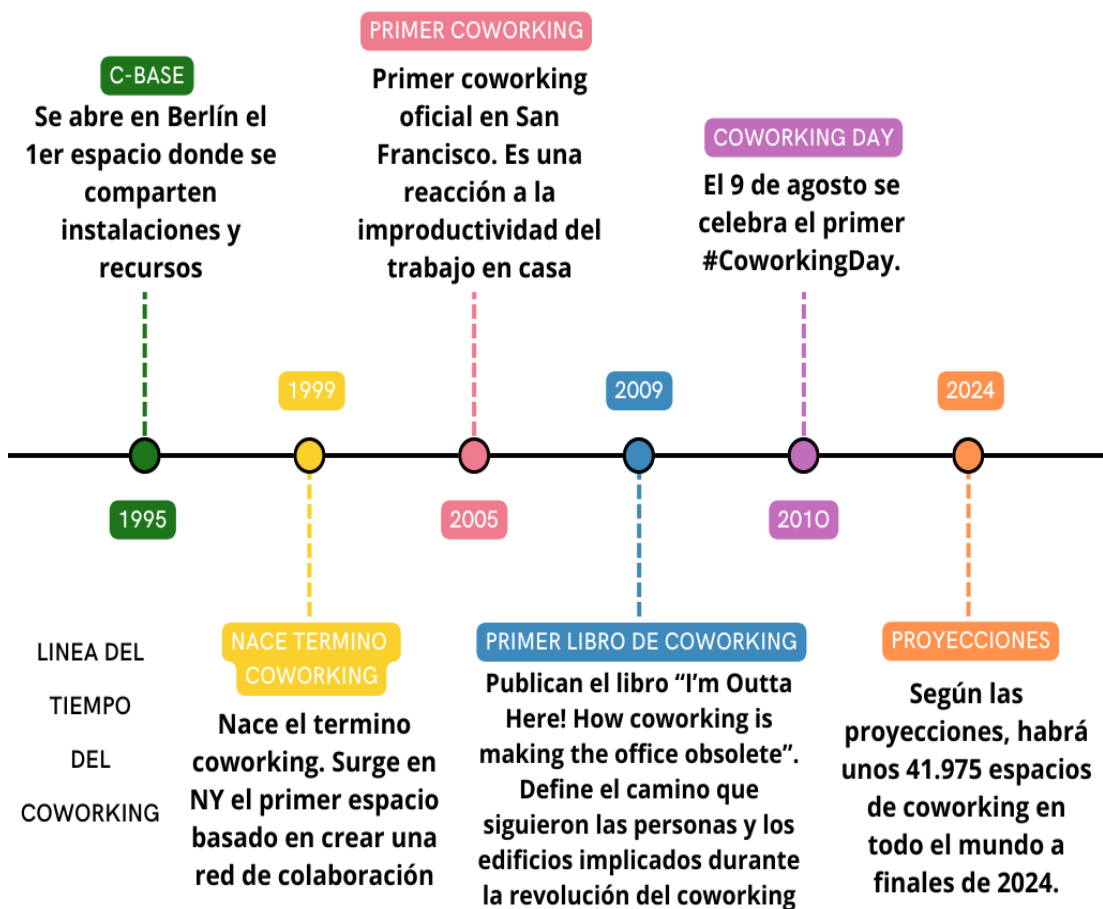 C-BASE
Se abre en Berlín el
1er espacio donde se
comparten
instalaciones y
recursos
PRIMER COWORKING
Primer coworking
oficial en San
Francisco. Es una
reacción a la
improductividad del
trabajo en casa
COWORKING DAY
El 9 de agosto se
celebra el primer
#CoworkingDay.
1999
2009
2024
1995
2005
2010
LINEA DEL
TIEMPO
DEL
COWORKING
NACE TERMINO
COWORKING
Nace el termino
coworking. Surge en
NY el primer espacio
basado en crear una
red de colaboración
PRIMER LIBRO DE COWORKING
Publican el libro “I’m Outta
Here! How coworking is
making the office obsolete”.
Define el camino que
siguieron las personas y los
edificios implicados durante
la revolución del coworking
PROYECCIONES
Según las
proyecciones, habrá
unos 41.975 espacios
de coworking en
todo el mundo a
finales de 2024.